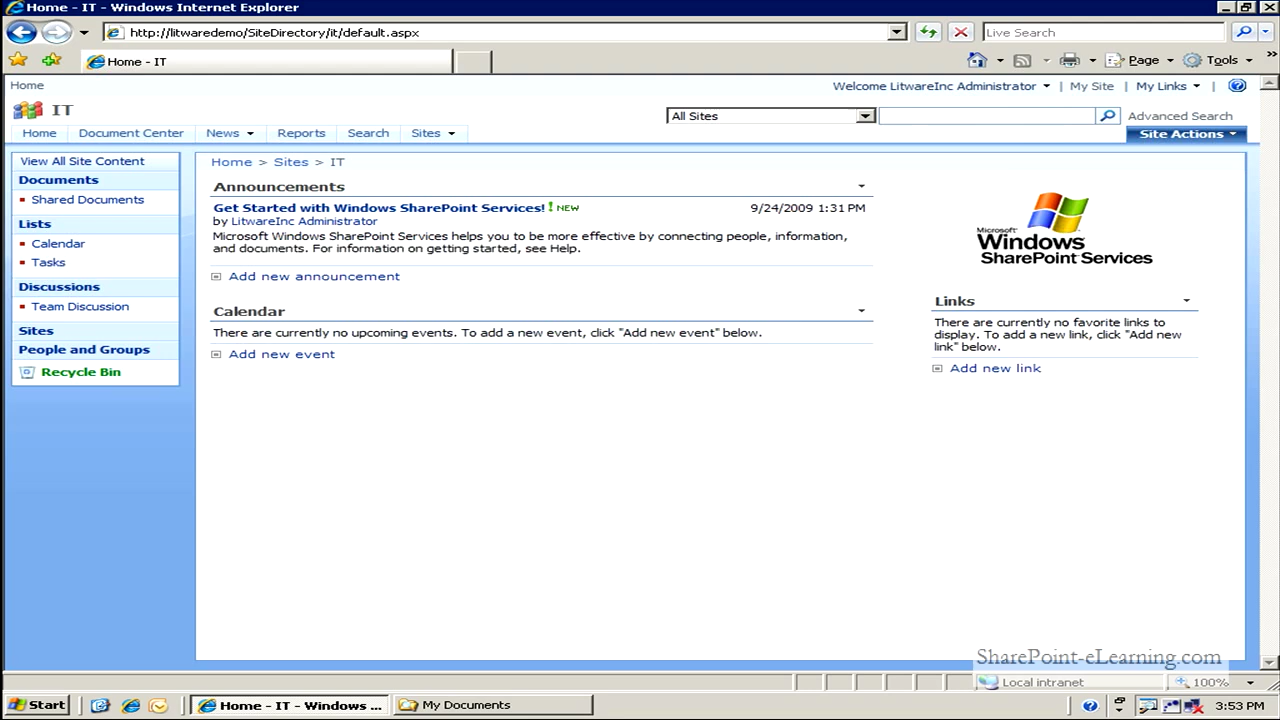 Home - IT - Windows Internet Explorer
http://litwaredemo/SiteDirectory/it/default.aspx
Live Search
Home - IT
Page
Tools
Home
Welcome LitwareInc Administrator
My Site
My Links
IT
All Sites
Advanced Search
Home
Document Center
News
Reports
Search
Sites
Site Actions
View All Site Content
Documents
Shared Documents
Lists
Calendar
Tasks
Discussions
Team Discussion
Sites
People and Groups
Recycle Bin
Home > Sites > IT
Announcements
Get Started with Windows SharePoint Services! ! NEW
9/24/2009 1:31 PM
by LitwareInc Administrator
Microsoft Windows SharePoint Services helps you to be more effective by connecting people, information,
and documents. For information on getting started, see Help.
Add new announcement
Calendar
There are currently no upcoming events. To add a new event, click "Add new event" below.
Add new event
Microsoft
Windows
SharePoint Services
Links
There are currently no favorite links to
display. To add a new link, click "Add new
link" below.
Add new link
SharePoint-eLearning.com
Local intranet
100%
Start
Home - IT - Windows ...
My Documents
3:53 PM